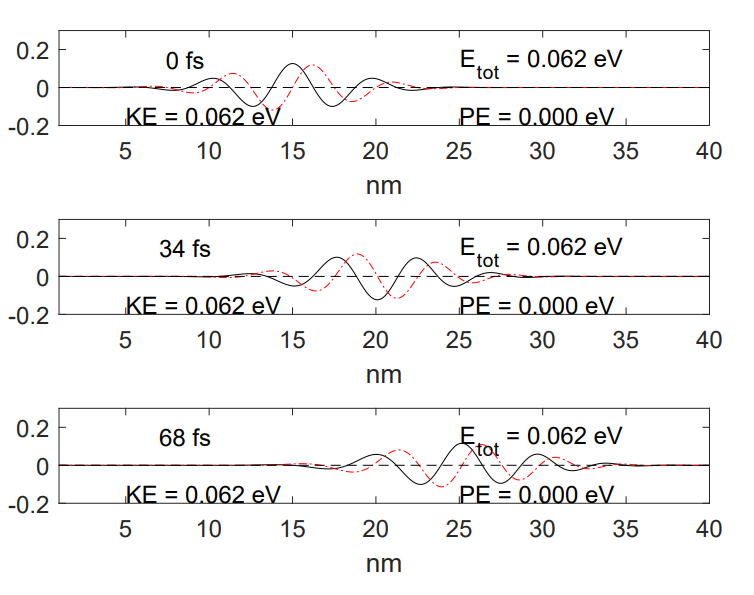 0.2 0 fs E_tot = 0.062 eV
0
-0.2 KE = 0.062 eV PE = 0.000 eV
5 10 15 20 25 30 35 40
nm
0.2 34 fs E_tot = 0.062 eV
0
-0.2 KE = 0.062 eV PE = 0.000 eV
5 10 15 20 25 30 35 40
nm
0.2 68 fs E_tot = 0.062 eV
0
-0.2 KE = 0.062 eV PE = 0.000 eV
5 10 15 20 25 30 35 40
nm